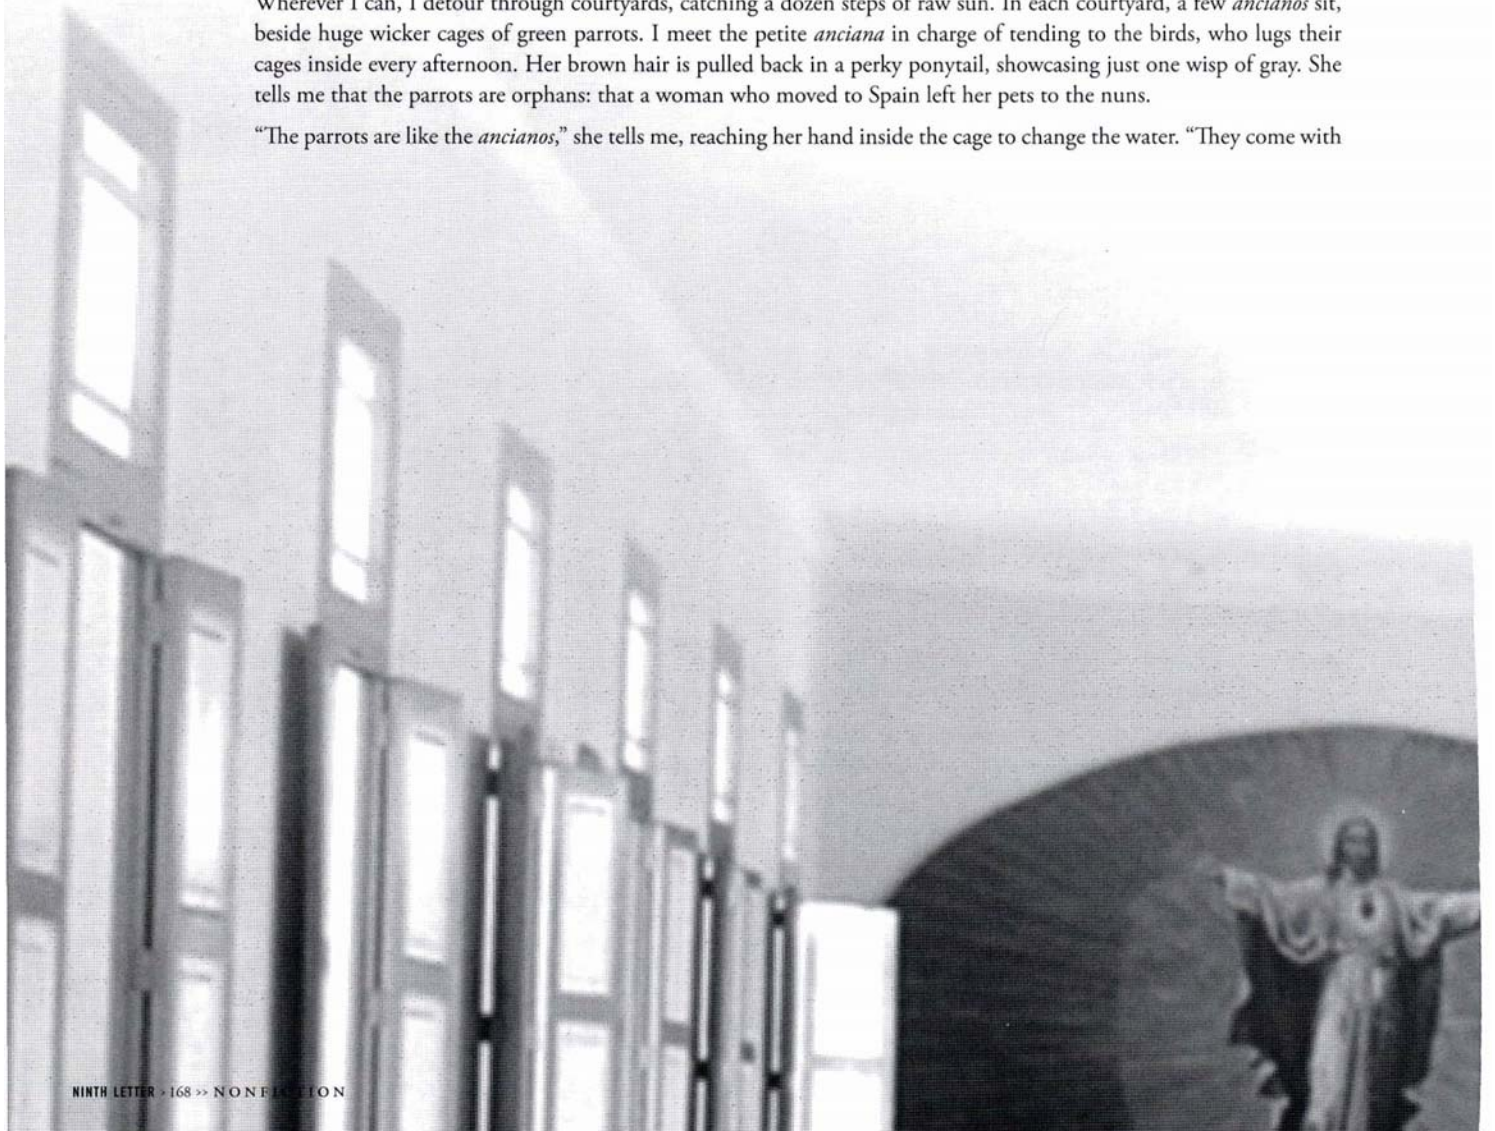 Wherever I can, I detour through courtyards, catching a dozen steps of raw sun. In each courtyard, a few ancianos sit,
beside huge wicker cages of green parrots. I meet the petite anciana in charge of tending to the birds, who lugs their
cages inside every afternoon. Her brown hair is pulled back in a perky ponytail, showcasing just one wisp of gray. She
tells me that the parrots are orphans: that a woman who moved to Spain left her pets to the nuns.
“The parrots are like the ancianos,” she tells me, reaching her hand inside the cage to change the water. “They come with
NINTH LETTER > 168 >> NONFICTION